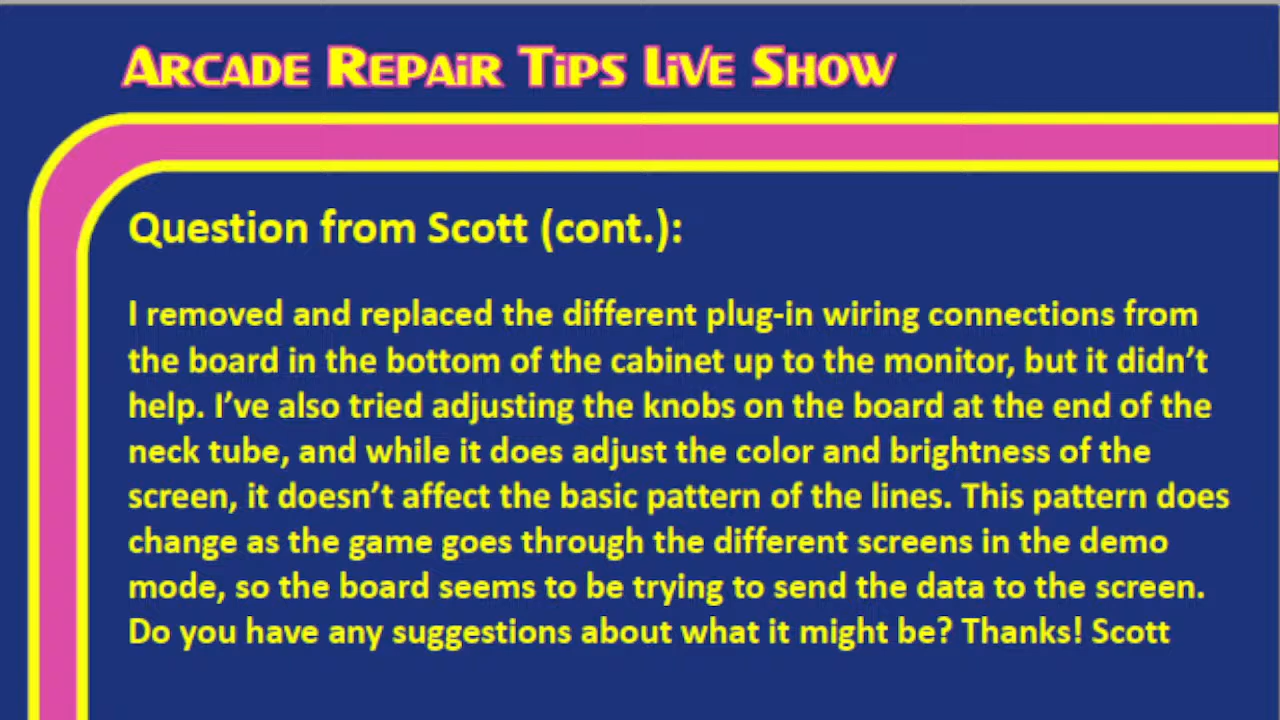 ARCADE REPAiR TiPS LiVE SHOW
Question from Scott (cont.):
I removed and replaced the different plug-in wiring connections from
the board in the bottom of the cabinet up to the monitor, but it didn't
help. I've also tried adjusting the knobs on the board at the end of the
neck tube, and while it does adjust the color and brightness of the
screen, it doesn't affect the basic pattern of the lines. This pattern does
change as the game goes through the different screens in the demo
mode, so the board seems to be trying to send the data to the screen.
Do you have any suggestions about what it might be? Thanks! Scott